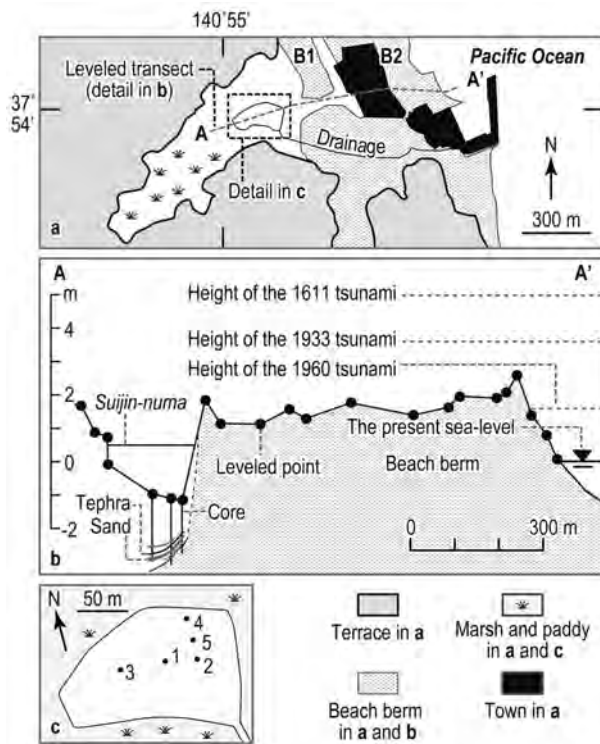 140°55'
B1
B2
Pacific Ocean
Leveled transect
(detail in b)
A'
37°
54'
A
Drainage
N
Detail in c
300 m
a
A
A'
m
Height of the 1611 tsunami
4
Height of the 1933 tsunami
Height of the 1960 tsunami
2
Suijin-numa
The present sea-level
0
Leveled point
Beach berm
Tephra
Sand
Core
-2
0
300 m
b
N
50 m
4
5
1
2
3
c
Terrace in a
Marsh and paddy
in a and c
Beach berm
in a and b
Town in a